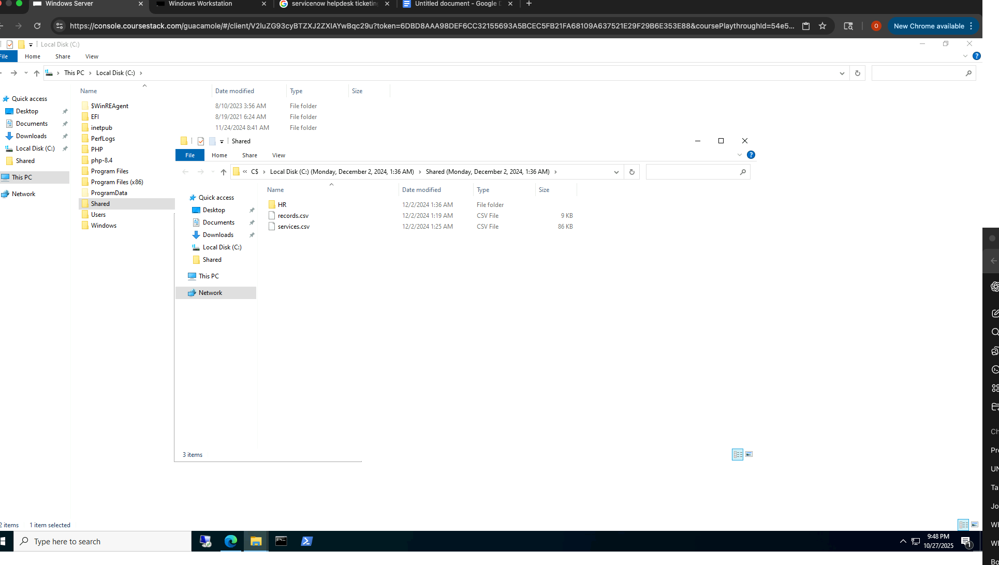 Windows Server
Windows Workstation
servicenow helpdesk ticketing
Untitled document - Google D
https://console.coursestack.com/guacamole/#/client/V2luZG93cyBTZXJ2ZXIAYwBqc29u?token=6DBD8AAA98DEF6CC32155693A5BCEC5FB21FA68109A637521E29F29B6E353E88&coursePlaythroughId=54e5...
O
New Chrome available
Local Disk (C:)
File Home Share View
This PC > Local Disk (C:) >
Name Date modified Type Size
Quick access
Desktop
Documents
Downloads
Local Disk (C:)
Shared
This PC
Network
$WinREAgent 8/10/2023 3:56 AM File folder
EFI 8/19/2021 6:24 AM File folder
inetpub 11/24/2024 8:41 AM File folder
PerfLogs
PHP
php-8.4
Program Files
Program Files (x86)
ProgramData
Shared
Users
Windows
Shared
File Home Share View
« C$ > Local Disk (C:) (Monday, December 2, 2024, 1:36 AM) > Shared (Monday, December 2, 2024, 1:36 AM) >
Name Date modified Type Size
Quick access
Desktop
Documents
Downloads
Local Disk (C:)
Shared
This PC
Network
HR 12/2/2024 1:36 AM File folder
records.csv 12/2/2024 1:19 AM CSV File 9 KB
services.csv 12/2/2024 1:25 AM CSV File 86 KB
3 items
2 items 1 item selected
Type here to search
9:48 PM
10/27/2025
1
Ch
Pre
UN
Ta
Jo
Wh
Wh
Bo